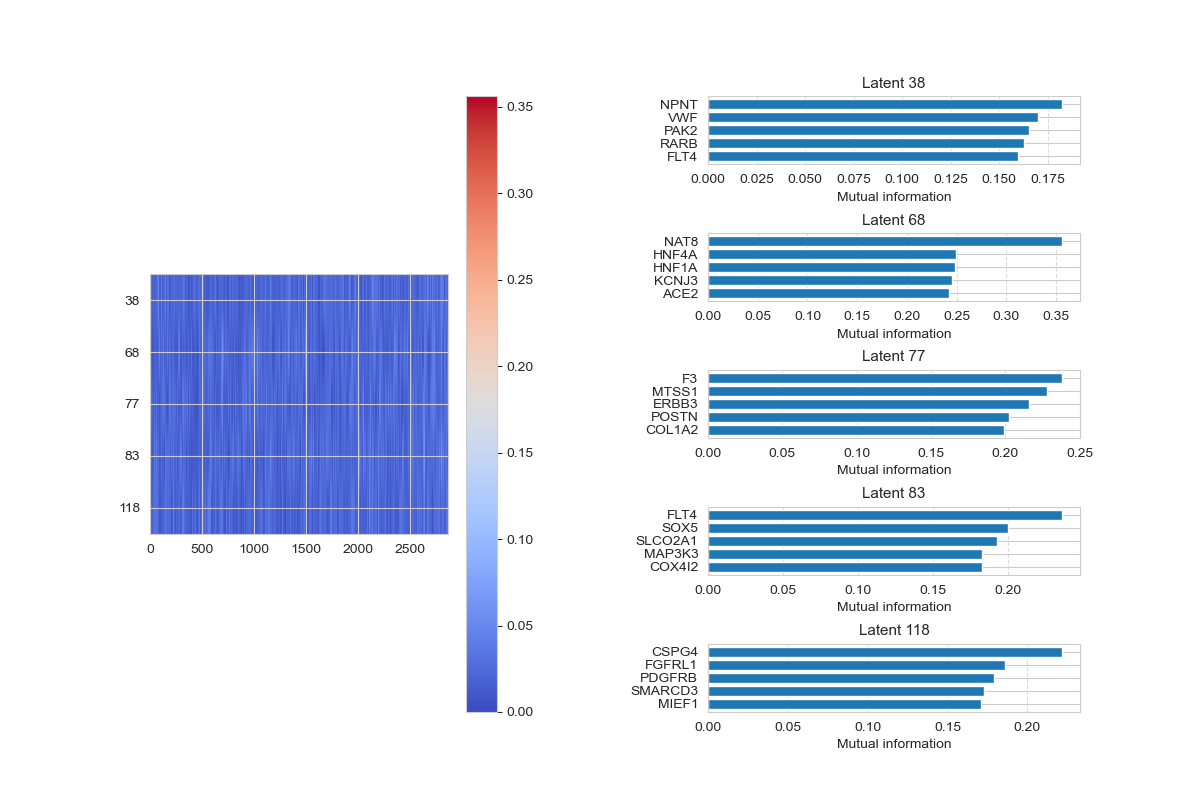 38
68
77
83
118
0 500 1000 1500 2000 2500
0.35
0.30
0.25
0.20
0.15
0.10
0.05
0.00
Latent 38
NPNT
VWF
PAK2
RARB
FLT4
0.000 0.025 0.050 0.075 0.100 0.125 0.150 0.175
Mutual information
Latent 68
NAT8
HNF4A
HNF1A
KCNJ3
ACE2
0.00 0.05 0.10 0.15 0.20 0.25 0.30 0.35
Mutual information
Latent 77
F3
MTSS1
ERBB3
POSTN
COL1A2
0.00 0.05 0.10 0.15 0.20 0.25
Mutual information
Latent 83
FLT4
SOX5
SLCO2A1
MAP3K3
COX4I2
0.00 0.05 0.10 0.15 0.20
Mutual information
Latent 118
CSPG4
FGFRL1
PDGFRB
SMARCD3
MIEF1
0.00 0.05 0.10 0.15 0.20
Mutual information